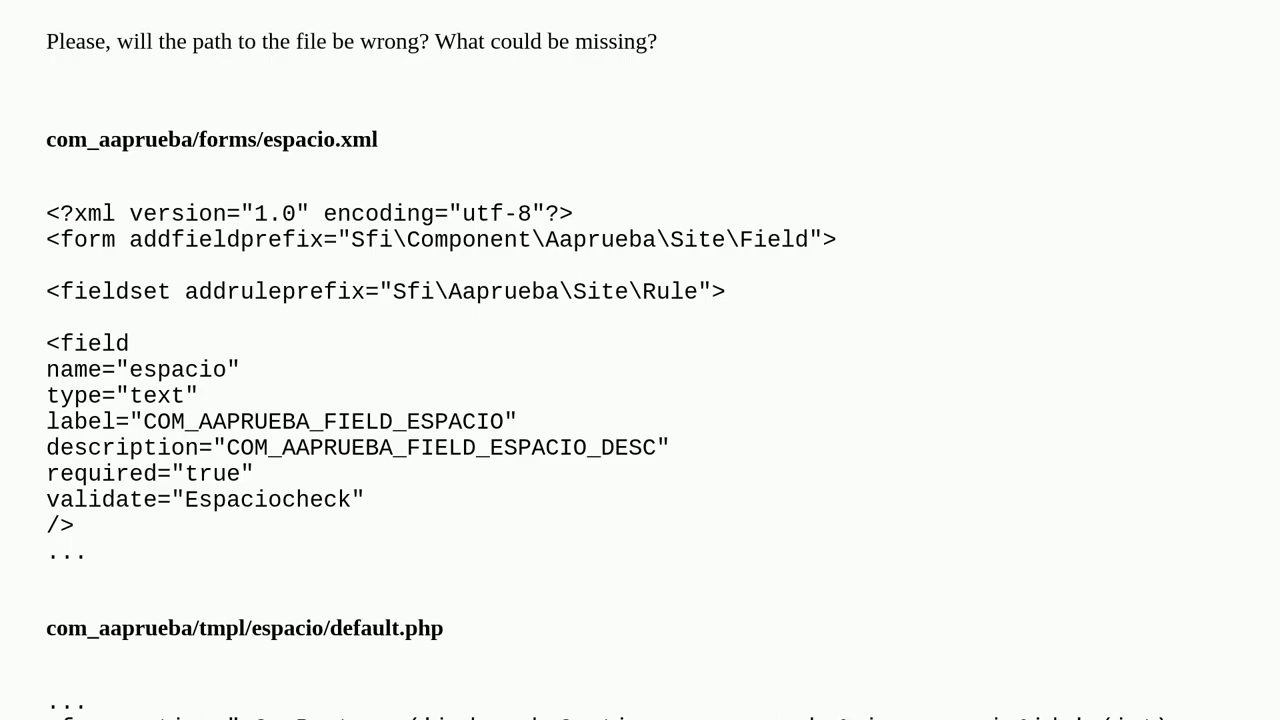 Please, will the path to the file be wrong? What could be missing?
com_aaprueba/forms/espacio.xml
<?xml version="1.0" encoding="utf-8"?>
<form addfieldprefix="Sfi\Component\Aaprueba\Site\Field">
<fieldset addruleprefix="Sfi\Aaprueba\Site\Rule">
<field
name="espacio"
type="text"
label="COM_AAPRUEBA_FIELD_ESPACIO"
description="COM_AAPRUEBA_FIELD_ESPACIO_DESC"
required="true"
validate="Espaciocheck"
/>
...
com_aaprueba/tmpl/espacio/default.php
...